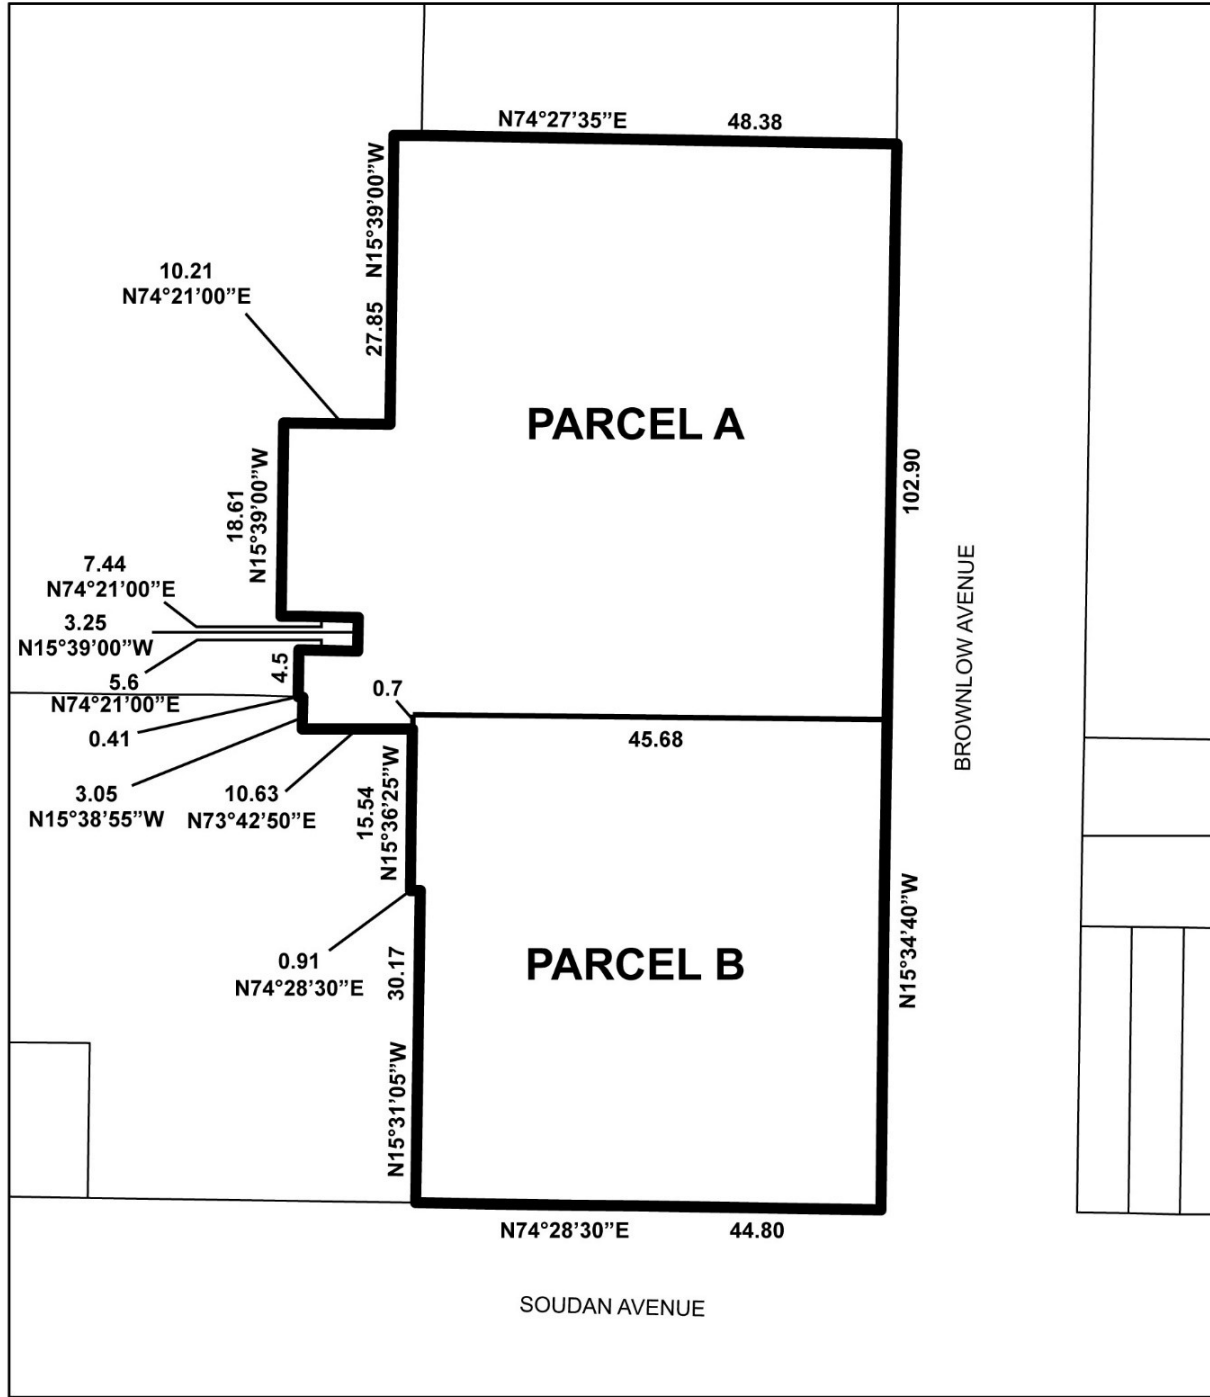 N74°27’35”E 48.38
N15°39’00”W
27.85
10.21
N74°21’00”E
PARCEL A
18.61
N15°39’00”W
102.90
7.44
N74°21’00”E
3.25
N15°39’00”W
5.6
N74°21’00”E
4.5
0.41
0.7
45.68
BROWNLOW AVENUE
3.05
N15°38’55”W
10.63
N73°42’50”E
15.54
N15°36’25”W
0.91
N74°28’30”E
30.17
PARCEL B
N15°34’40”W
N15°31’05”W
N74°28’30”E 44.80
SOUDAN AVENUE